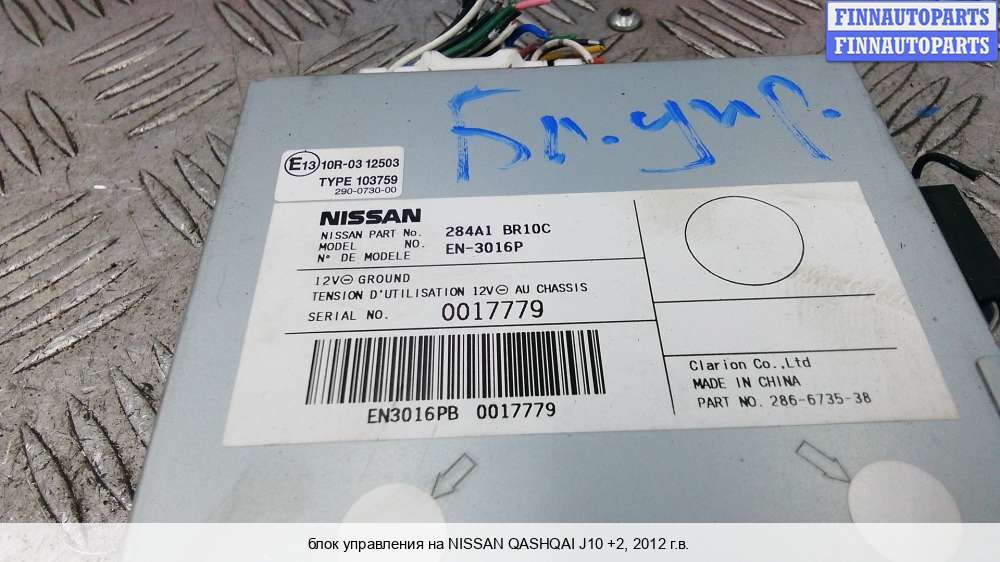 FINNAUTOPARTS
FINNAUTOPARTS
Бл. упр.
E13 10R-03 12503
TYPE 103759
290-0730-00
NISSAN
NISSAN PART No. 284A1 BR10C
MODEL NO. EN-3016P
N° DE MODELE
12V⊖ GROUND
TENSION D'UTILISATION 12V⊖ AU CHASSIS
SERIAL NO. 0017779
EN3016PB 0017779
Clarion Co.,Ltd
MADE IN CHINA
PART NO. 286-6735-38
блок управления на NISSAN QASHQAI J10 +2, 2012 г.в.